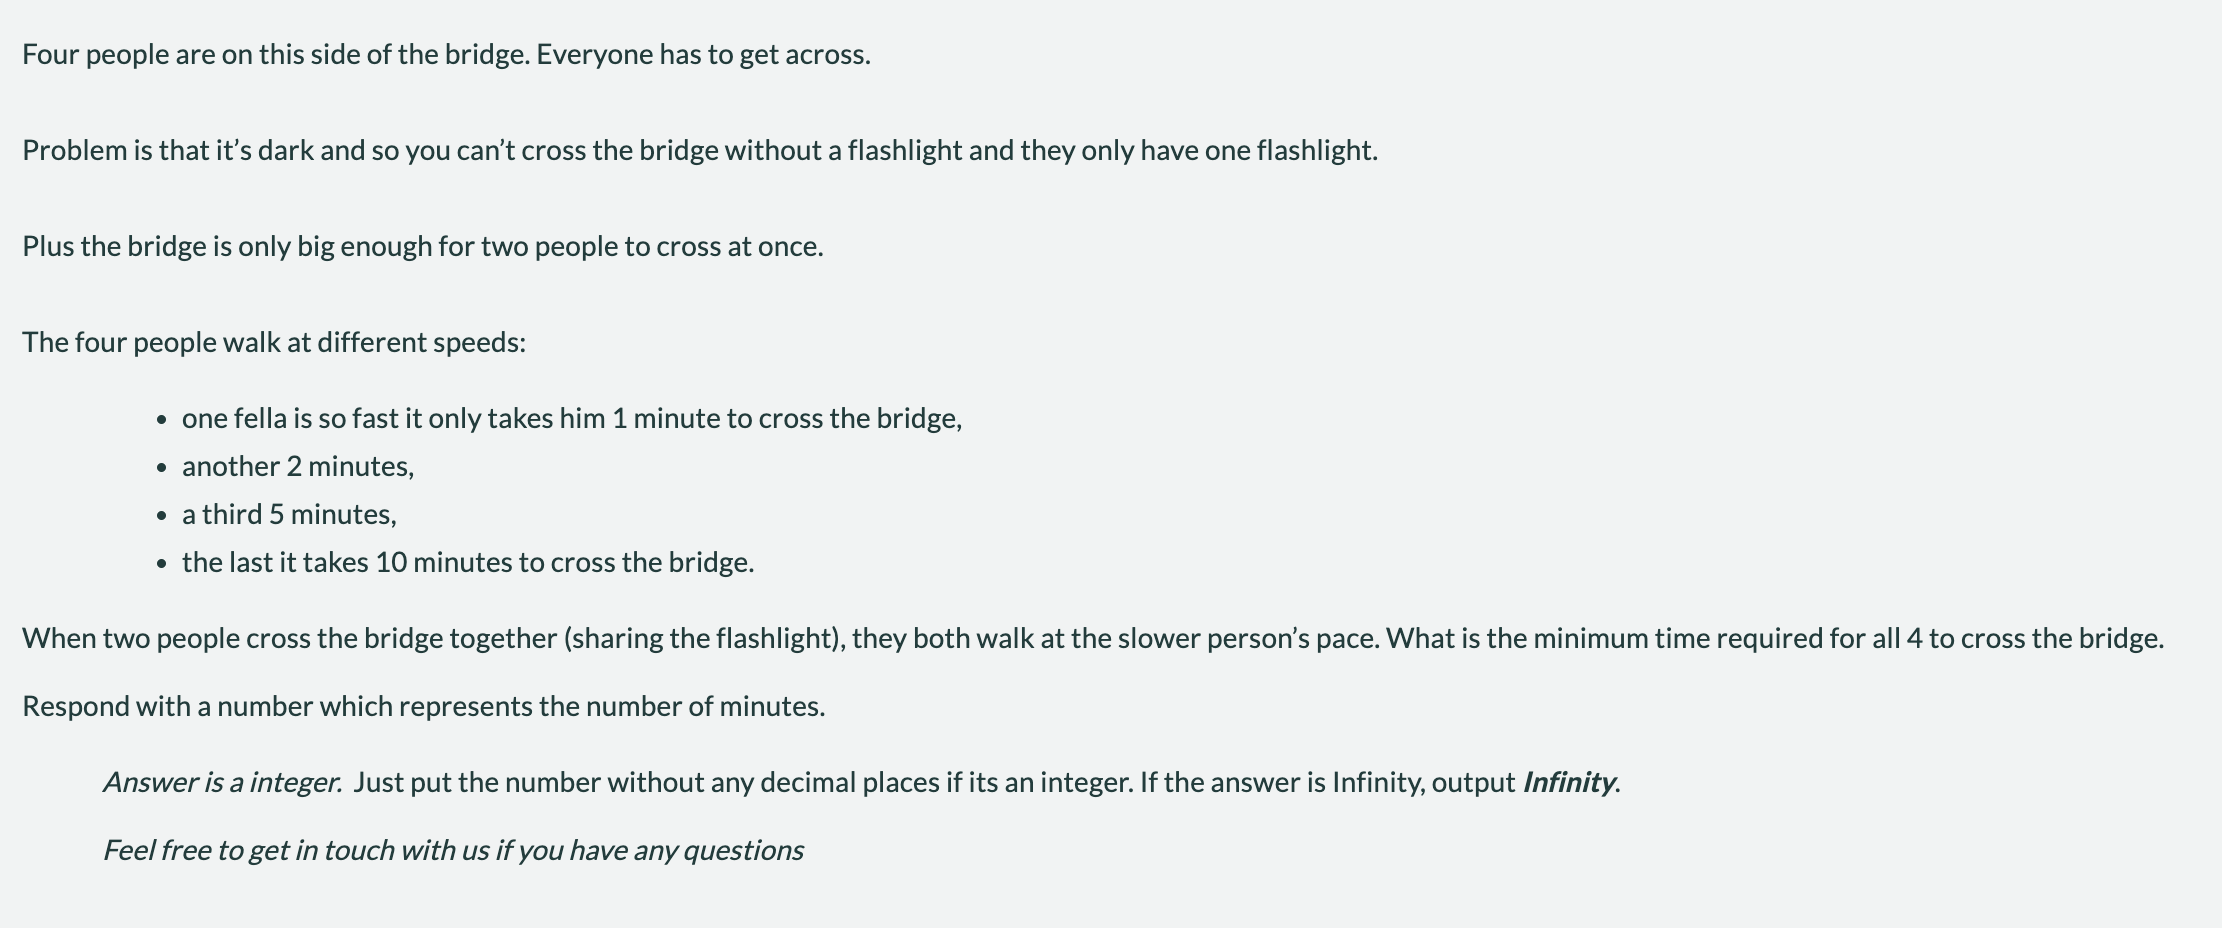 Four people are on this side of the bridge. Everyone has to get across.
Problem is that it’s dark and so you can’t cross the bridge without a flashlight and they only have one flashlight.
Plus the bridge is only big enough for two people to cross at once.
The four people walk at different speeds:
• one fella is so fast it only takes him 1 minute to cross the bridge,
• another 2 minutes,
• a third 5 minutes,
• the last it takes 10 minutes to cross the bridge.
When two people cross the bridge together (sharing the flashlight), they both walk at the slower person’s pace. What is the minimum time required for all 4 to cross the bridge.
Respond with a number which represents the number of minutes.
Answer is a integer. Just put the number without any decimal places if its an integer. If the answer is Infinity, output Infinity.
Feel free to get in touch with us if you have any questions